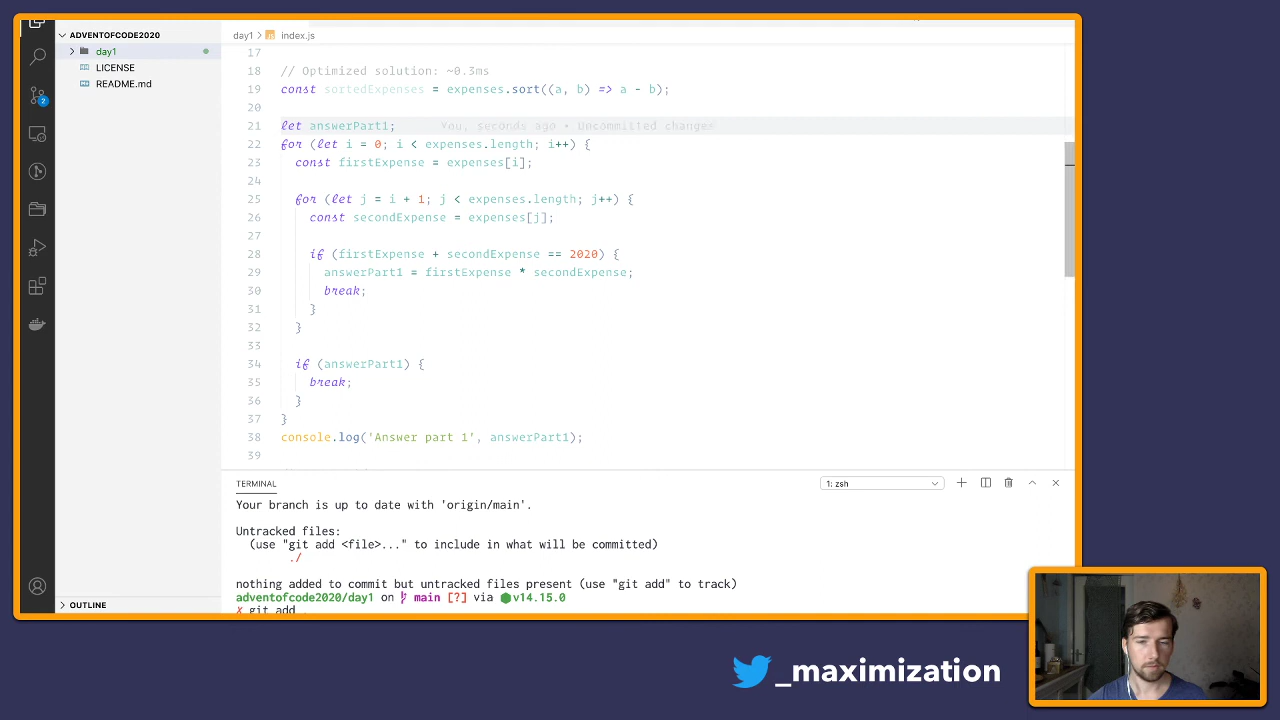 ADVENTOFCODE2020
day1
LICENSE
README.md
OUTLINE
2
day1 > index.js
17
18 // Optimized solution: ~0.3ms
19 const sortedExpenses = expenses.sort((a, b) => a - b);
20
21 let answerPart1; You, seconds ago • Uncommitted changes
22 for (let i = 0; i < expenses.length; i++) {
23 const firstExpense = expenses[i];
24
25 for (let j = i + 1; j < expenses.length; j++) {
26 const secondExpense = expenses[j];
27
28 if (firstExpense + secondExpense == 2020) {
29 answerPart1 = firstExpense * secondExpense;
30 break;
31 }
32 }
33
34 if (answerPart1) {
35 break;
36 }
37 }
38 console.log('Answer part 1', answerPart1);
39
TERMINAL
1: zsh
Your branch is up to date with 'origin/main'.
Untracked files:
(use "git add <file>..." to include in what will be committed)
./
nothing added to commit but untracked files present (use "git add" to track)
adventofcode2020/day1 on main [?] via v14.15.0
x git add
_maximization